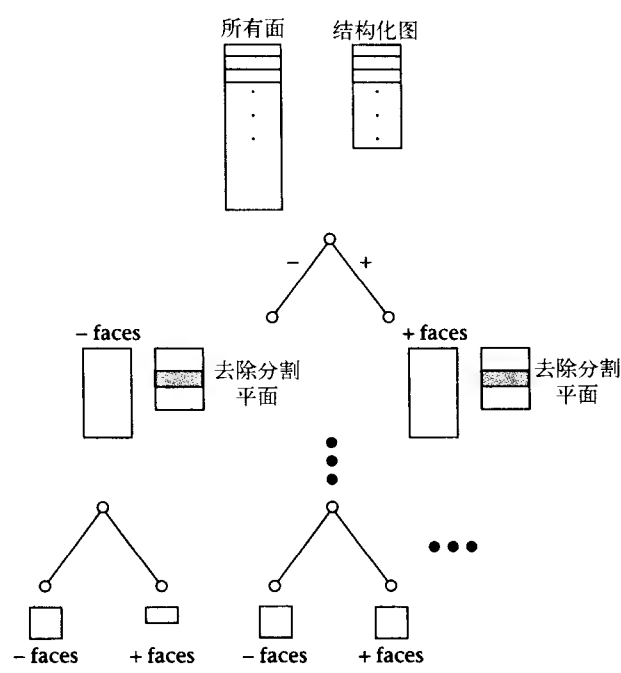 所有面
结构化图
−
+
− faces
+ faces
去除分割
平面
去除分割
平面
− faces
+ faces
− faces
+ faces